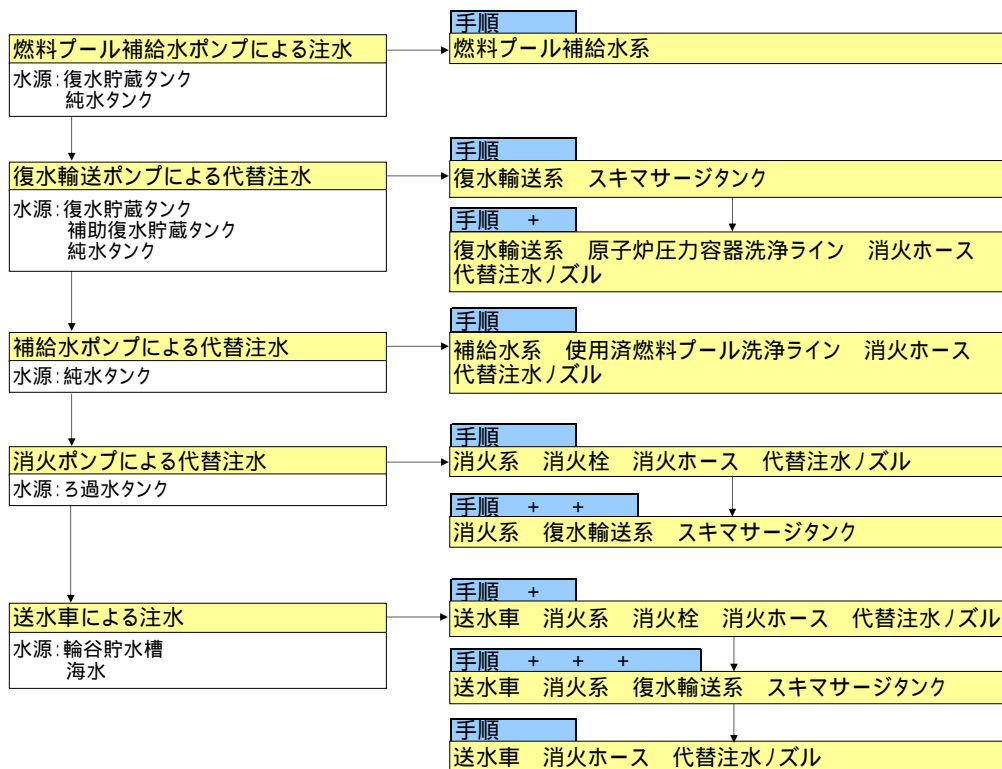 手順
燃料プール補給水ポンプによる注水
燃料プール補給水系
水源:復水貯蔵タンク
純水タンク
手順
復水輸送ポンプによる代替注水
復水輸送系 スキマサージタンク
水源:復水貯蔵タンク
補助復水貯蔵タンク
純水タンク
手順 +
復水輸送系 原子炉圧力容器洗浄ライン 消火ホース
代替注水ノズル
手順
補給水ポンプによる代替注水
水源:純水タンク
補給水系 使用済燃料プール洗浄ライン 消火ホース
代替注水ノズル
手順
消火ポンプによる代替注水
消火系 消火栓 消火ホース 代替注水ノズル
水源:ろ過水タンク
手順 + +
消火系 復水輸送系 スキマサージタンク
手順 +
送水車による注水
送水車 消火系 消火栓 消火ホース 代替注水ノズル
水源:輪谷貯水槽
海水
手順 + + +
送水車 消火系 復水輸送系 スキマサージタンク
手順
送水車 消火ホース 代替注水ノズル